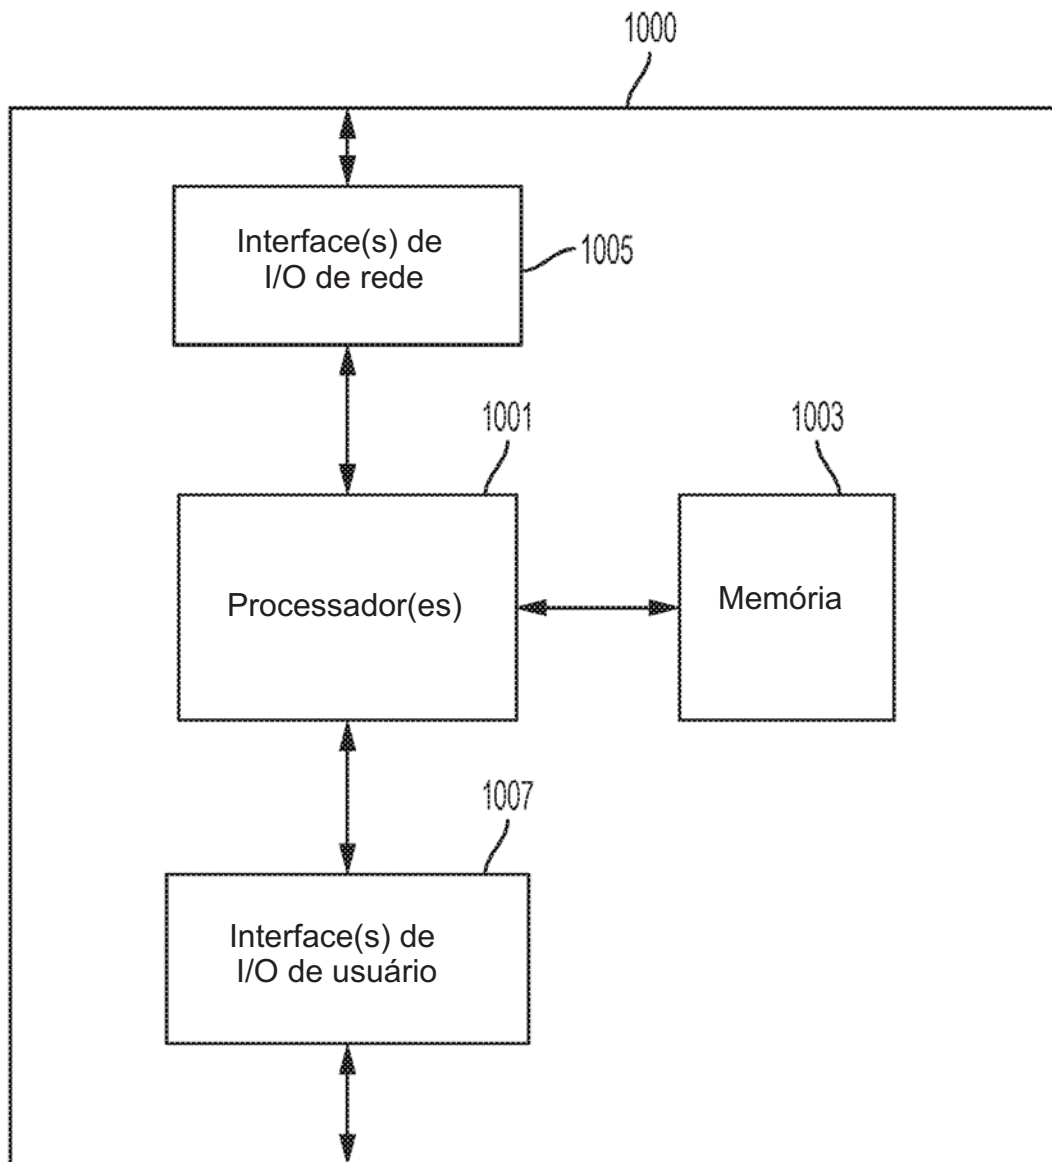 1000
Interface(s) de
I/O de rede
1005
1001
1003
Processador(es)
Memória
1007
Interface(s) de
I/O de usuário